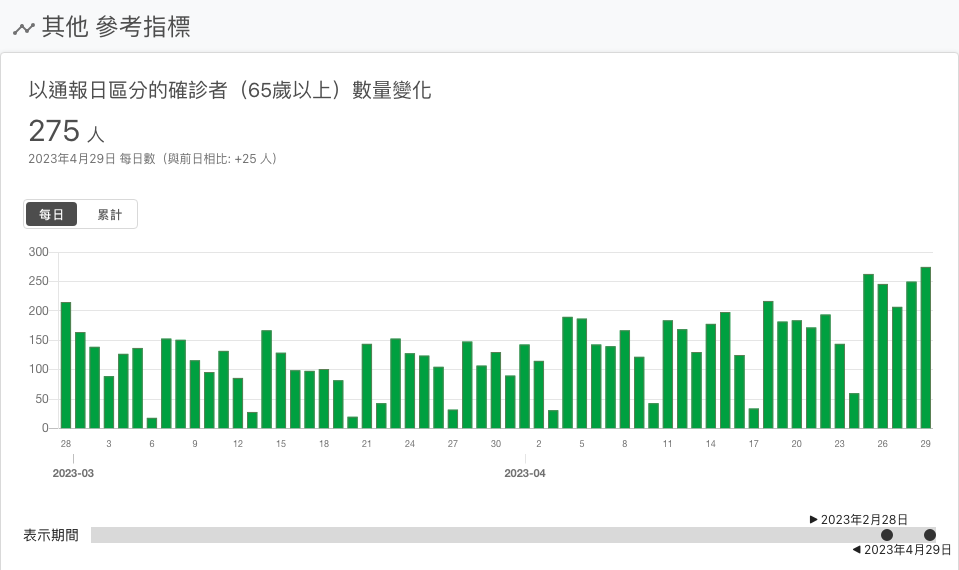 其他 參考指標
以通報日區分的確診者（65歲以上）數量變化
275 人
2023年4月29日 每日數（與前日相比: +25 人）
每日 累計
300
250
200
150
100
50
0
28 3 6 9 12 15 18 21 24 27 30 2 5 8 11 14 17 20 23 26 29
2023-03 2023-04
▶ 2023年2月28日
表示期間
◀ 2023年4月29日